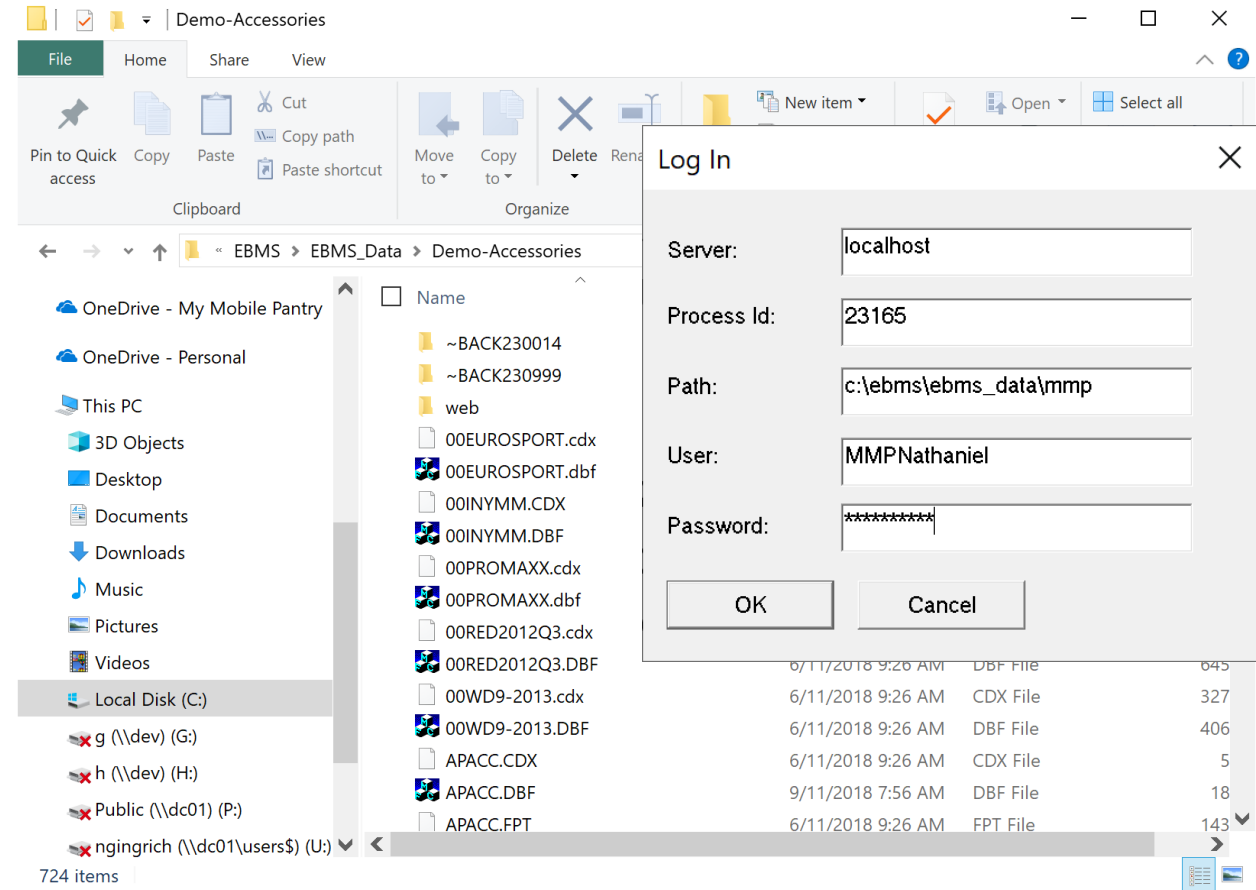 Demo-Accessories
File Home Share View
?
Pin to Quick access
Copy
Paste
Cut
Copy path
Paste shortcut
Move to
Copy to
Delete
New item
Open
Select all
Clipboard
Organize
« EBMS > EBMS_Data > Demo-Accessories
OneDrive - My Mobile Pantry
OneDrive - Personal
This PC
3D Objects
Desktop
Documents
Downloads
Music
Pictures
Videos
Local Disk (C:)
g (\\dev) (G:)
h (\\dev) (H:)
Public (\\dc01) (P:)
ngingrich (\\dc01\users$) (U:)
Name
~BACK230014
~BACK230999
web
00EUROSPORT.cdx
00EUROSPORT.dbf
00INYMM.CDX
00INYMM.DBF
00PROMAXX.cdx
00PROMAXX.dbf
00RED2012Q3.cdx
00RED2012Q3.DBF 6/11/2018 9:26 AM DBF File 645
00WD9-2013.cdx 6/11/2018 9:26 AM CDX File 327
00WD9-2013.DBF 6/11/2018 9:26 AM DBF File 406
APACC.CDX 6/11/2018 9:26 AM CDX File 5
APACC.DBF 9/11/2018 7:56 AM DBF File 18
APACC.FPT 6/11/2018 9:26 AM FPT File 143
724 items
Log In
Server: localhost
Process Id: 23165
Path: c:\ebms\ebms_data\mmp
User: MMPNathaniel
Password: **********
OK Cancel